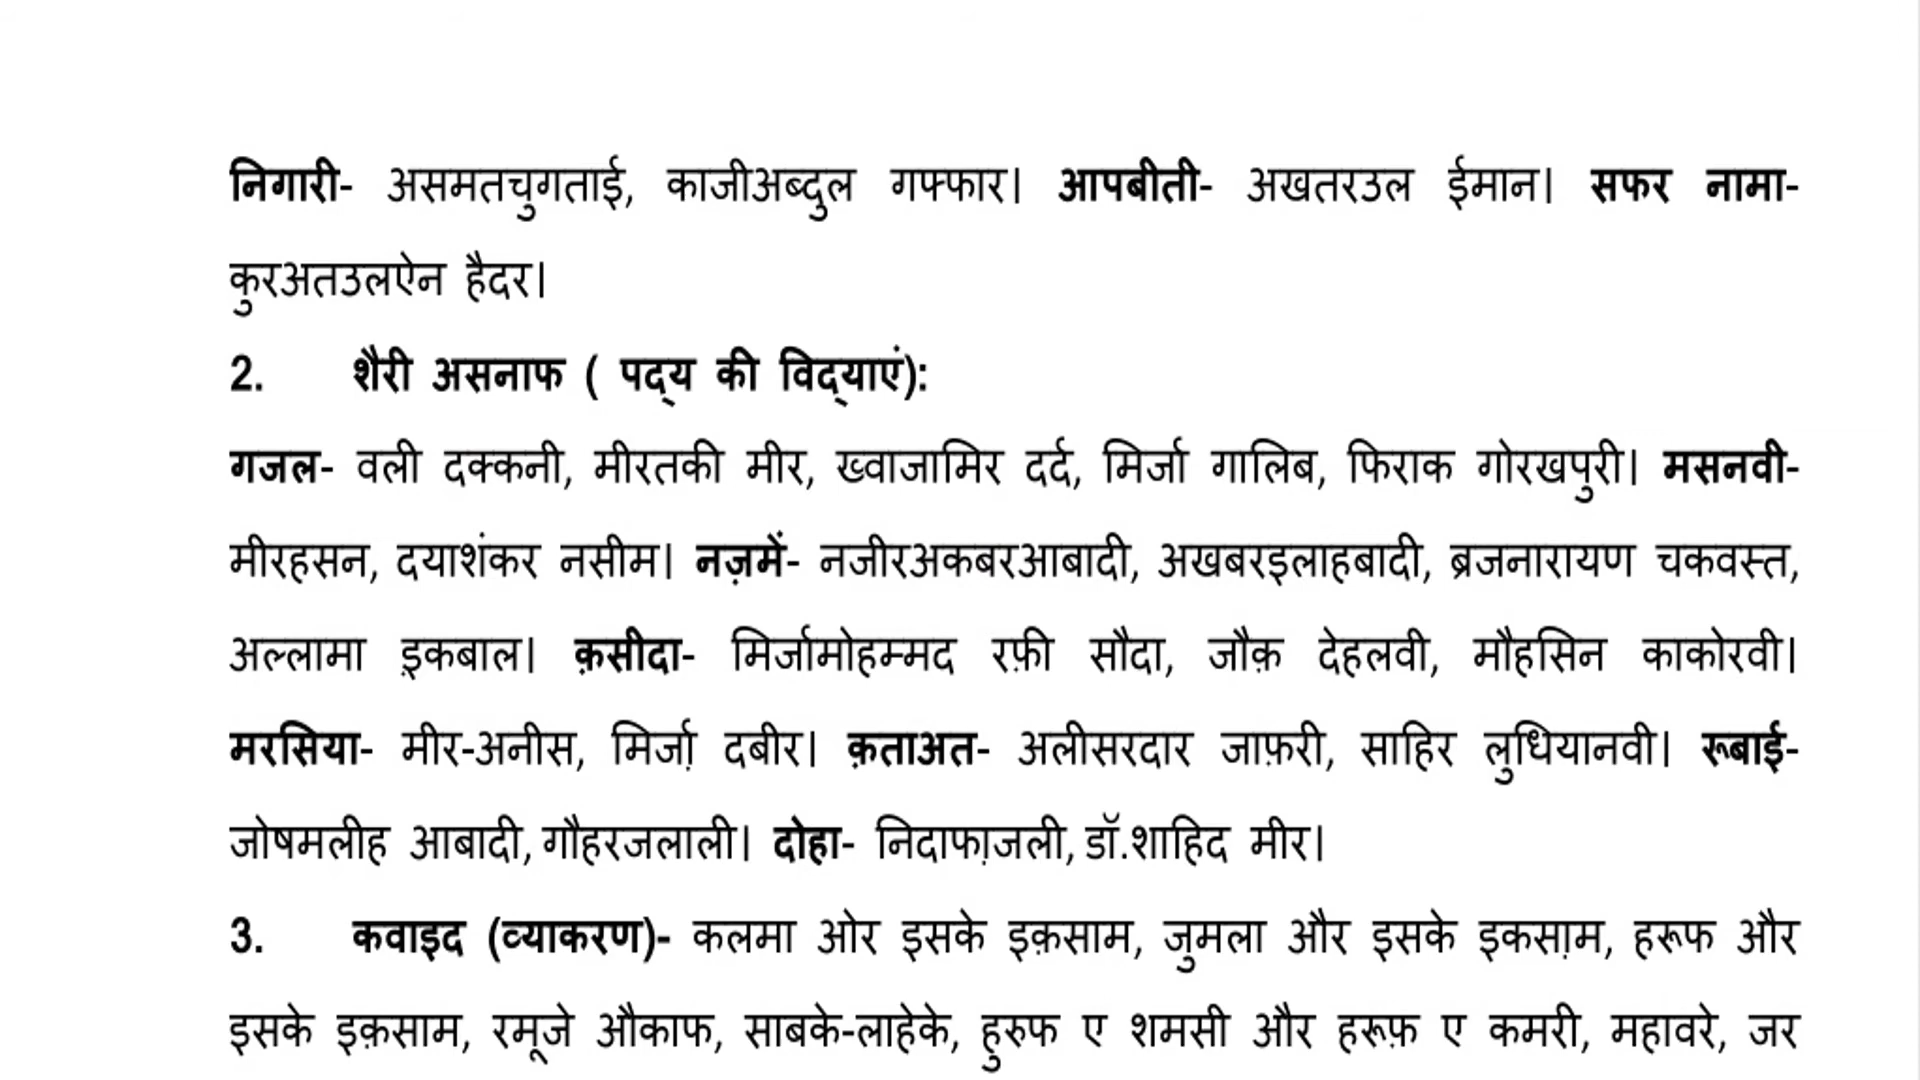 निगारी- असमतचुगताई, काजीअब्दुल गफ्फार। आपबीती- अखतरउल ईमान। सफर नामा-
कुरअतउलऐन हैदर।
2. शैरी असनाफ ( पद्य की विद्याएं):
गजल- वली दक्कनी, मीरतकी मीर, ख्वाजामिर दर्द, मिर्जा गालिब, फिराक गोरखपुरी। मसनवी-
मीरहसन, दयाशंकर नसीम। नज़में- नजीरअकबरआबादी, अखबरइलाहबादी, ब्रजनारायण चकवस्त,
अल्लामा इ़कबाल। क़सीदा- मिर्जामोहम्मद रफ़ी सौदा, जौक़ देहलवी, मौहसिन काकोरवी।
मरसिया- मीर-अनीस, मिर्जा़ दबीर। क़ताअत- अलीसरदार जाफ़री, साहिर लुधियानवी। रूबाई-
जोषमलीह आबादी, गौहरजलाली। दोहा- निदाफा़जली, डॉ.शाहिद मीर।
3. कवाइद (व्याकरण)- कलमा ओर इसके इक़साम, जुमला और इसके इकसा़म, हरूफ और
इसके इक़साम, रमूजे औकाफ, साबके-लाहेके, हुरुफ ए शमसी और हरूफ़ ए कमरी, महावरे, जर